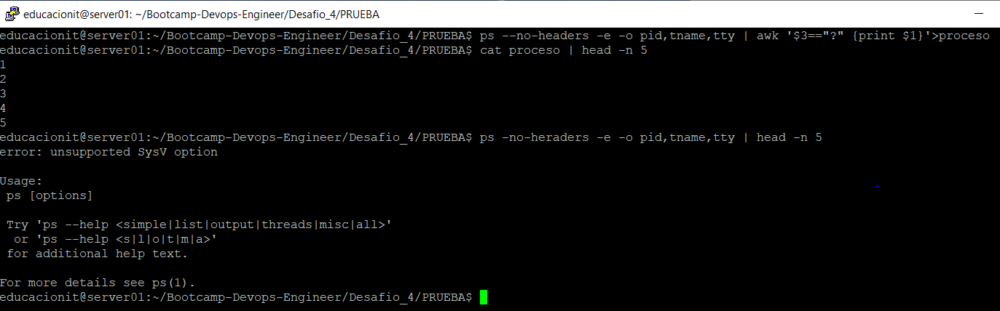 educacionit@server01: ~/Bootcamp-Devops-Engineer/Desafio_4/PRUEBA
educacionit@server01:~/Bootcamp-Devops-Engineer/Desafio_4/PRUEBA$ ps --no-headers -e -o pid,tname,tty | awk '$3=="?" {print $1}'>proceso
educacionit@server01:~/Bootcamp-Devops-Engineer/Desafio_4/PRUEBA$ cat proceso | head -n 5
1
2
3
4
5
educacionit@server01:~/Bootcamp-Devops-Engineer/Desafio_4/PRUEBA$ ps -no-heraders -e -o pid,tname,tty | head -n 5
error: unsupported SysV option
Usage:
ps [options]
Try 'ps --help <simple|list|output|threads|misc|all>'
or 'ps --help <s|l|o|t|m|a>'
for additional help text.
For more details see ps(1).
educacionit@server01:~/Bootcamp-Devops-Engineer/Desafio_4/PRUEBA$